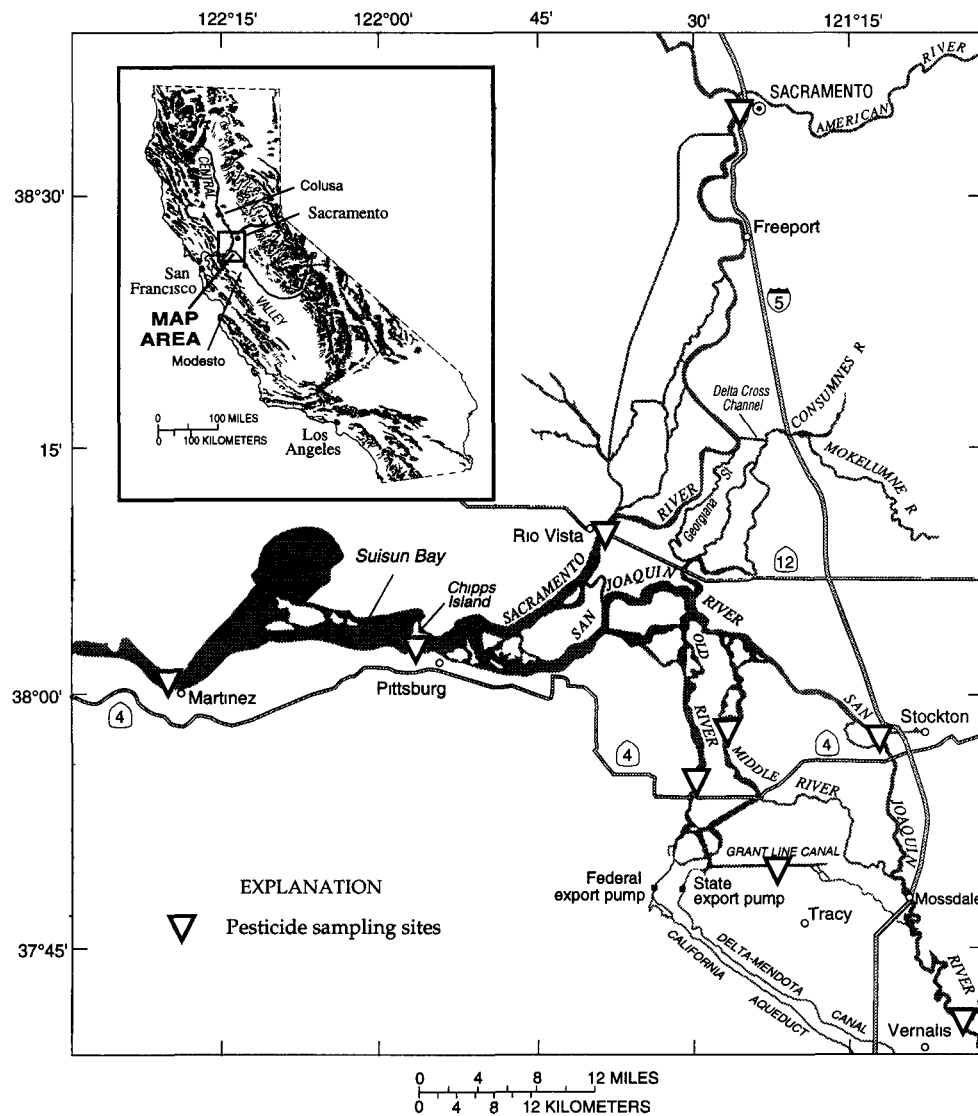 122°15'
122°00'
45'
30'
121°15'
RIVER
SACRAMENTO
AMERICAN
38°30'
CENTRAL
Colusa
Sacramento
Freeport
San
Francisco
VALLEY
MAP
AREA
Modesto
5
0 100 MILES
0 100 KILOMETERS
Los
Angeles
Delta Cross
Channel
CONSUMNES R
15'
MOKELUMNE R
RIVER
Georgiana Sl
Rio Vista
Suisun Bay
SACRAMENTO
12
JOAQUIN
Chipps
Island
SAN
RIVER
OLD
38°00'
Martinez
Pittsburg
SAN
Stockton
4
RIVER
4
4
MIDDLE
RIVER
JOAQUIN
GRANT LINE CANAL
Federal
export pump
State
export pump
Mossdale
EXPLANATION
Pesticide sampling sites
Tracy
37°45'
DELTA-MENDOTA
CANAL
CALIFORNIA
AQUEDUCT
RIVER
Vernalis
0 4 8 12 MILES
0 4 8 12 KILOMETERS